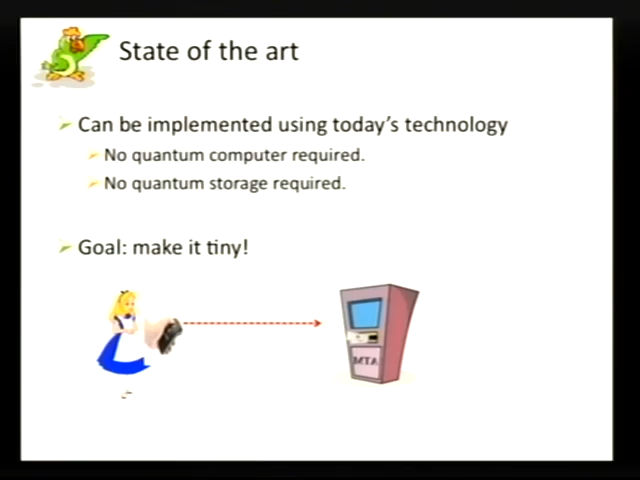 State of the art
Can be implemented using today's technology
No quantum computer required.
No quantum storage required.
Goal: make it tiny!
ATM